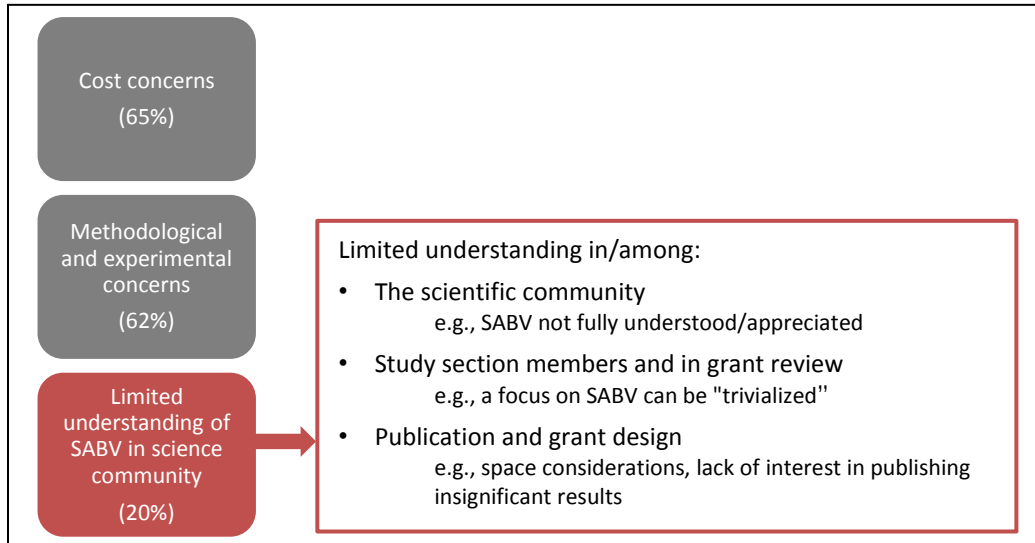 Cost concerns
(65%)
Methodological
and experimental
concerns
(62%)
Limited
understanding of
SABV in science
community
(20%)
Limited understanding in/among:
• The scientific community
e.g., SABV not fully understood/appreciated
• Study section members and in grant review
e.g., a focus on SABV can be "trivialized’’
• Publication and grant design
e.g., space considerations, lack of interest in publishing
insignificant results